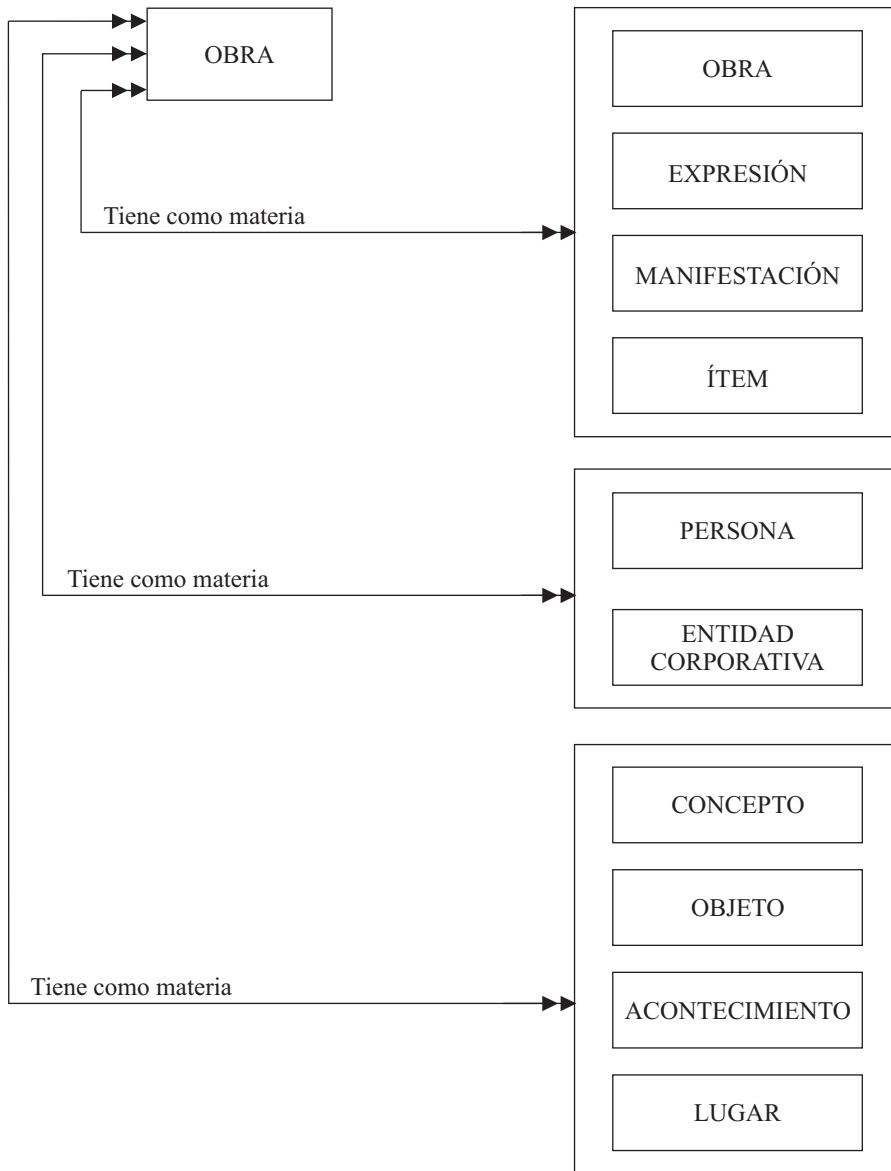 OBRA
OBRA
EXPRESIÓN
Tiene como materia
MANIFESTACIÓN
ÍTEM
PERSONA
Tiene como materia
ENTIDAD
CORPORATIVA
CONCEPTO
OBJETO
Tiene como materia
ACONTECIMIENTO
LUGAR